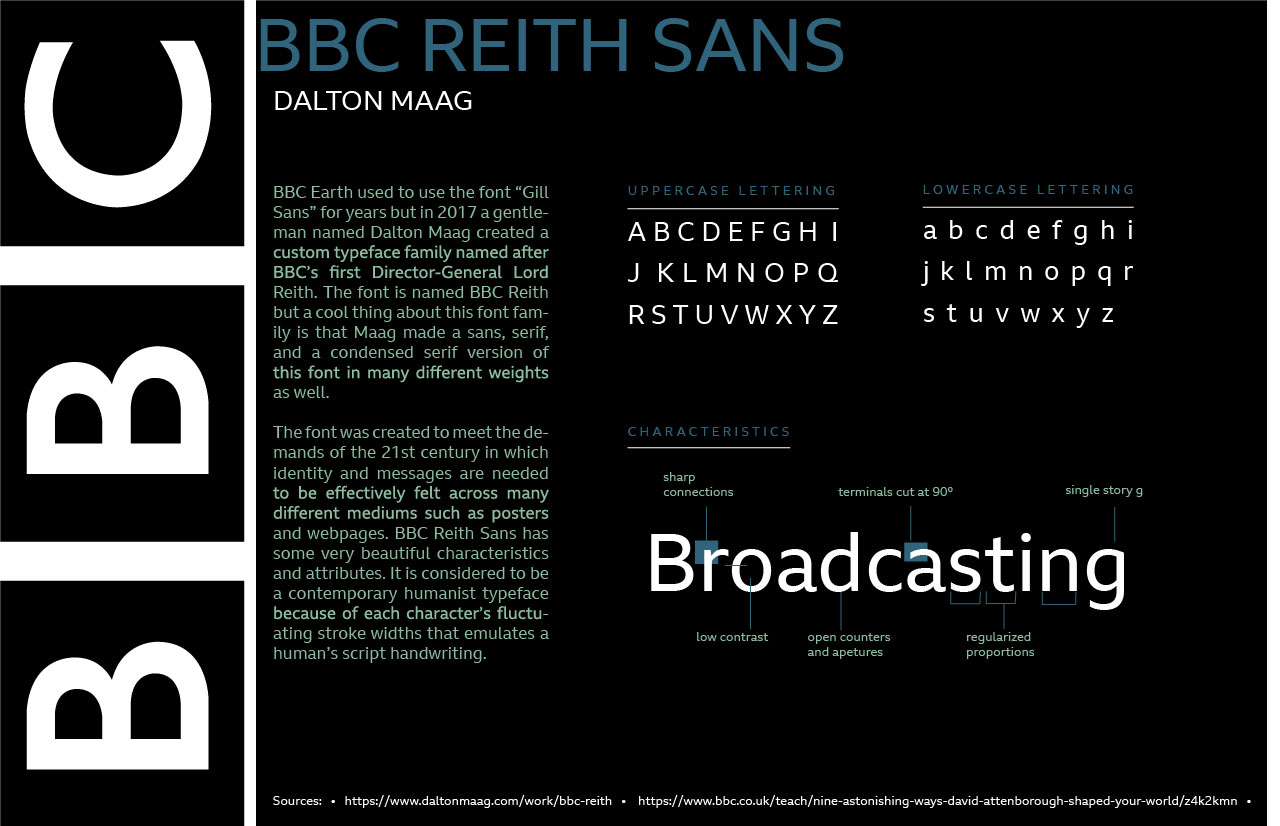 BBC
BBC REITH SANS
DALTON MAAG
BBC Earth used to use the font “Gill
Sans” for years but in 2017 a gentle-
man named Dalton Maag created a
custom typeface family named after
BBC’s first Director-General Lord
Reith. The font is named BBC Reith
but a cool thing about this font fam-
ily is that Maag made a sans, serif,
and a condensed serif version of
this font in many different weights
as well.
The font was created to meet the de-
mands of the 21st century in which
identity and messages are needed
to be effectively felt across many
different mediums such as posters
and webpages. BBC Reith Sans has
some very beautiful characteristics
and attributes. It is considered to be
a contemporary humanist typeface
because of each character’s fluctu-
ating stroke widths that emulates a
human’s script handwriting.
UPPERCASE LETTERING
A B C D E F G H I
J K L M N O P Q
R S T U V W X Y Z
LOWERCASE LETTERING
a b c d e f g h i
j k l m n o p q r
s t u v w x y z
CHARACTERISTICS
sharp
connections
terminals cut at 90º
single story g
Broadcasting
low contrast
open counters
and apetures
regularized
proportions
Sources: • https://www.daltonmaag.com/work/bbc-reith • https://www.bbc.co.uk/teach/nine-astonishing-ways-david-attenborough-shaped-your-world/z4k2kmn •